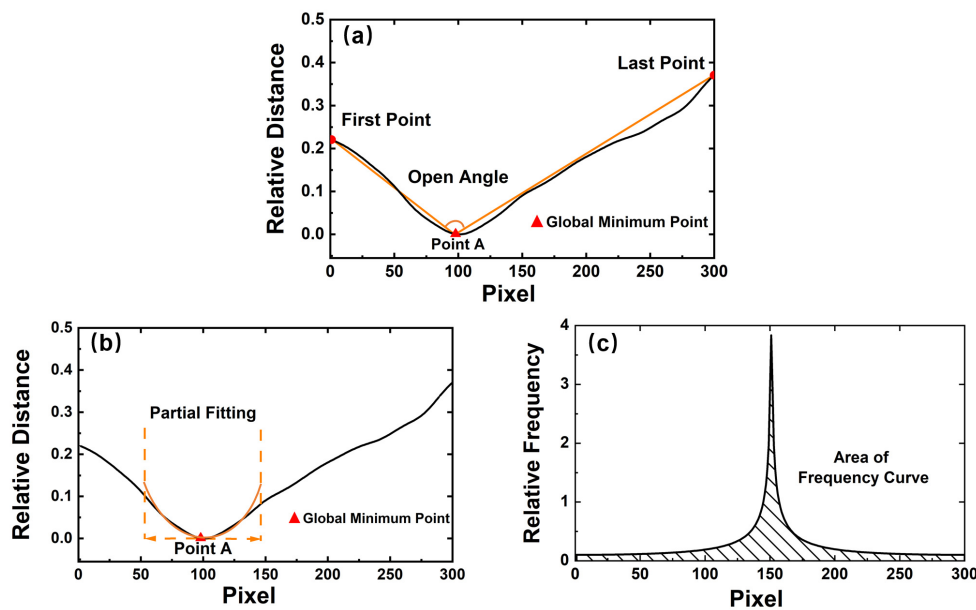 (a)
Relative Distance
0.5
0.4
0.3
0.2
0.1
0.0
First Point
Last Point
Open Angle
Global Minimum Point
Point A
0 50 100 150 200 250 300
Pixel
(b)
Relative Distance
0.5
0.4
0.3
0.2
0.1
0.0
Partial Fitting
Global Minimum Point
Point A
0 50 100 150 200 250 300
Pixel
(c)
Relative Frequency
4
3
2
1
0
Area of
Frequency Curve
0 50 100 150 200 250 300
Pixel